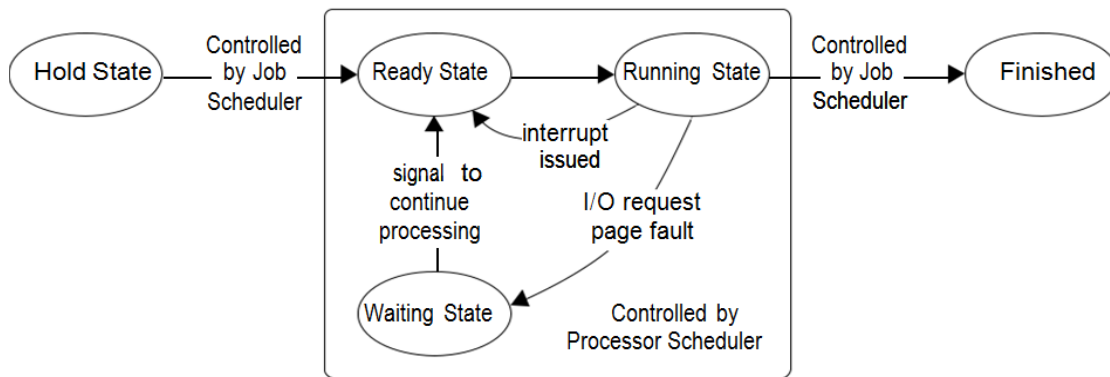 Hold State
Controlled
by Job
Scheduler
Ready State
Running State
Controlled
by Job
Scheduler
Finished
interrupt
issued
signal to
continue
processing
I/O request
page fault
Waiting State
Controlled by
Processor Scheduler